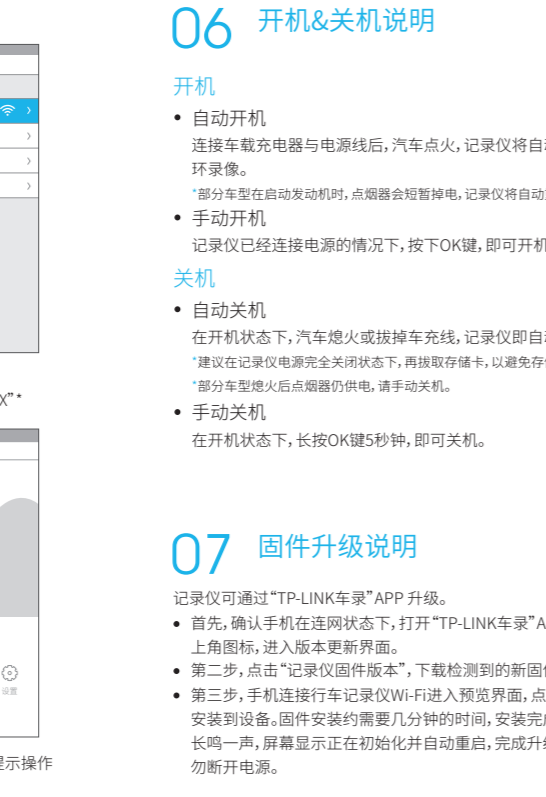 X”*
设置
提示操作
06 开机&关机说明
开机
• 自动开机
连接车载充电器与电源线后，汽车点火，记录仪将自
环录像。
*部分车型在启动发动机时，点烟器会短暂掉电，记录仪将自动
• 手动开机
记录仪已经连接电源的情况下，按下OK键，即可开机
关机
• 自动关机
在开机状态下，汽车熄火或拔掉车充线，记录仪即自
*建议在记录仪电源完全关闭状态下，再拔取存储卡，以避免存
*部分车型熄火后点烟器仍供电，请手动关机。
• 手动关机
在开机状态下，长按OK键5秒钟，即可关机。
07 固件升级说明
记录仪可通过“TP-LINK车录”APP 升级。
• 首先，确认手机在连网状态下，打开“TP-LINK车录”A
上角图标，进入版本更新界面。
• 第二步，点击“记录仪固件版本”，下载检测到的新固
• 第三步，手机连接行车记录仪Wi-Fi进入预览界面，点
安装到设备。固件安装约需要几分钟的时间，安装完
长鸣一声，屏幕显示正在初始化并自动重启，完成升
勿断开电源。